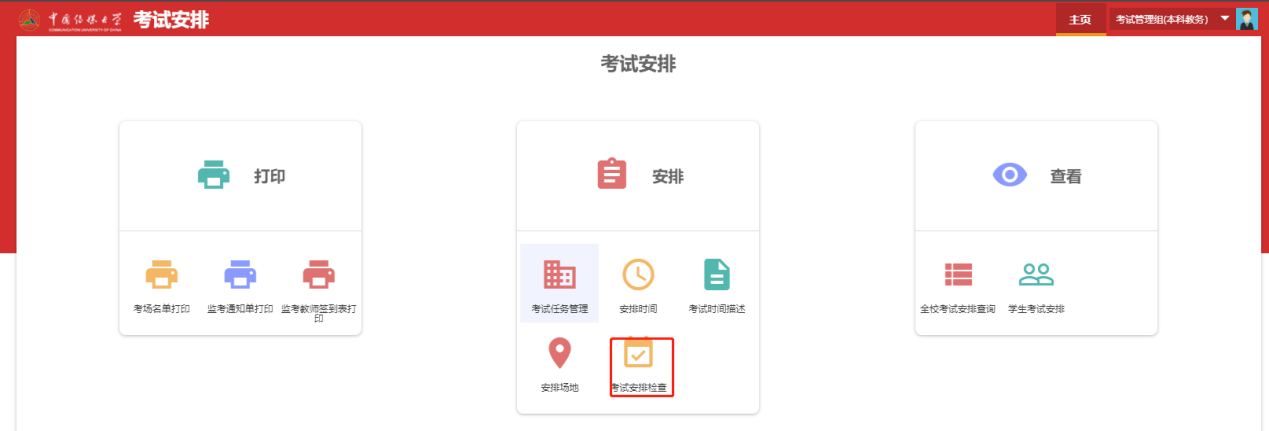 中国传媒大学 考试安排 主页 考试管理组(本科教务)
COMMUNICATION UNIVERSITY OF CHINA
考试安排
打印
安排
查看
考场名单打印 监考通知单打印 监考教师签到表打
印
考试任务管理 安排时间 考试时间描述
全校考试安排查询 学生考试安排
安排场地 考试安排检查